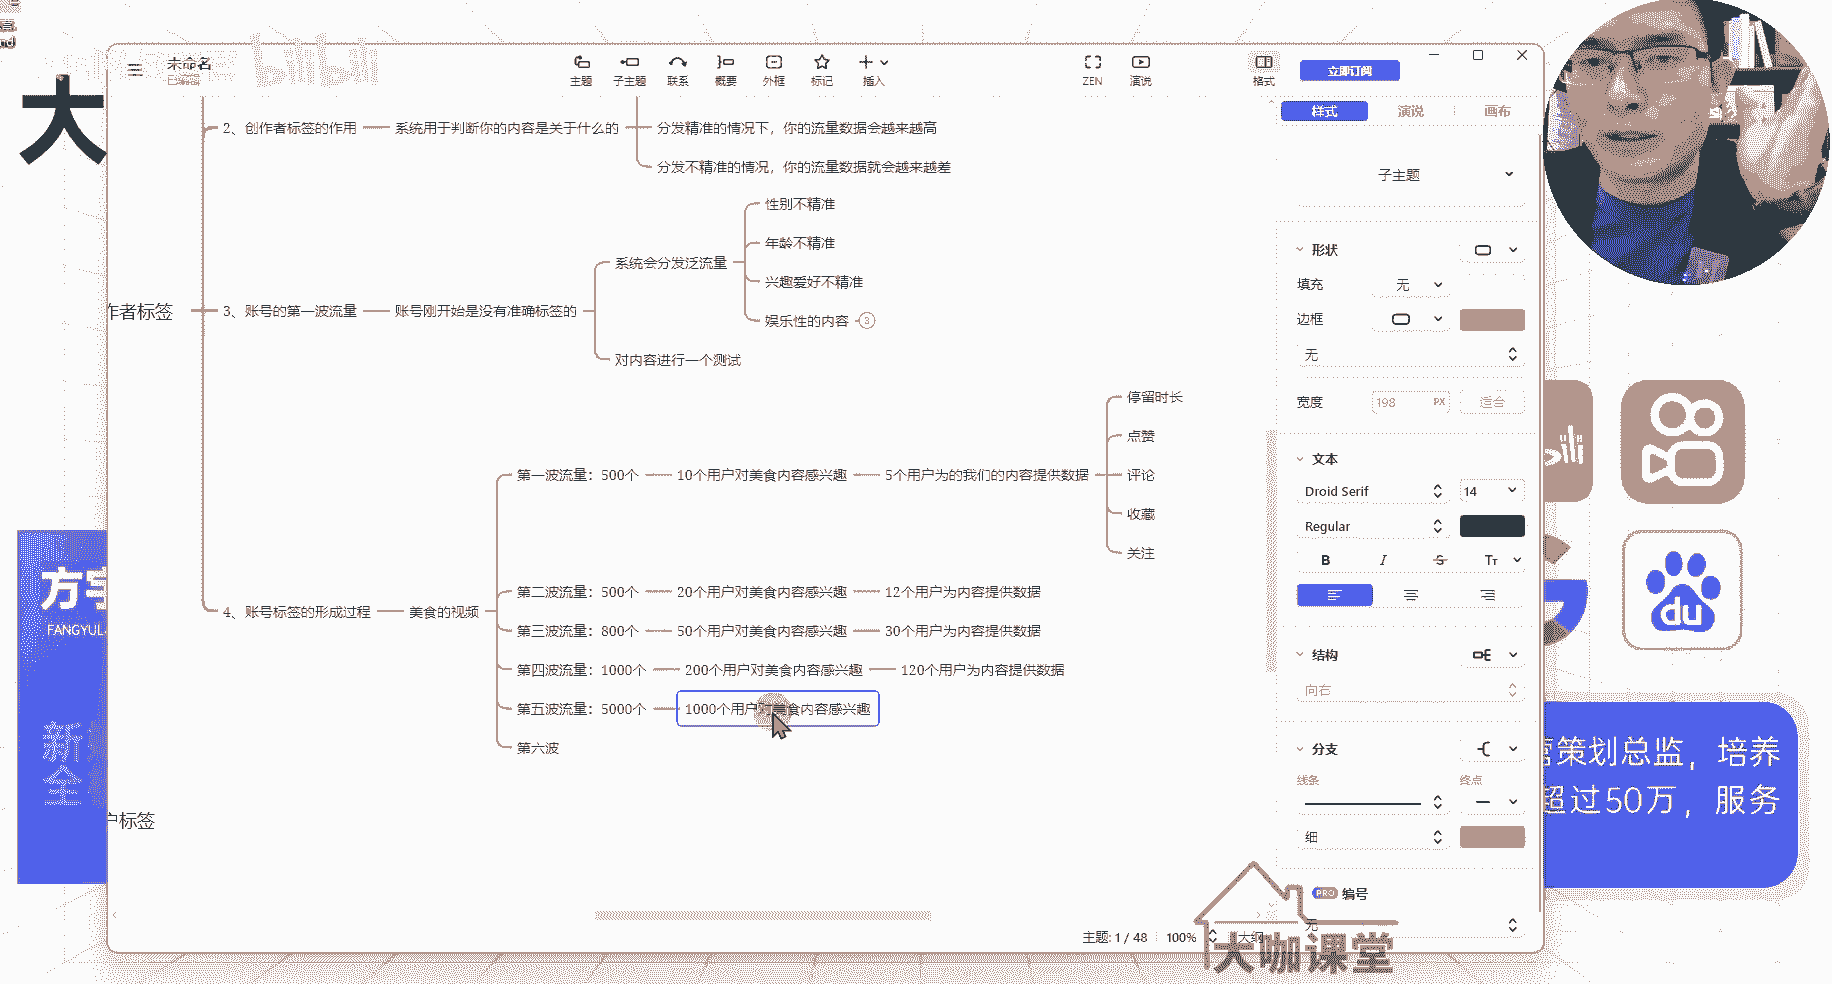 大
未命名
已编辑
bilibili
主题
子主题
联系
概要
外框
标记
插入
ZEN
演说
格式
立即订阅
样式
演说
画布
2、创作者标签的作用
系统用于判断你的内容是关于什么的
分发精准的情况下，你的流量数据会越来越高
分发不精准的情况，你的流量数据就会越来越差
作者标签
3、账号的第一波流量
账号刚开始是没有准确标签的
系统会分发泛流量
性别不精准
年龄不精准
兴趣爱好不精准
娱乐性的内容
3
对内容进行一个测试
4、账号标签的形成过程
美食的视频
第一波流量：500个
10个用户对美食内容感兴趣
5个用户为的我们的内容提供数据
停留时长
点赞
评论
收藏
关注
第二波流量：500个
20个用户对美食内容感兴趣
12个用户为内容提供数据
第三波流量：800个
50个用户对美食内容感兴趣
30个用户为内容提供数据
第四波流量：1000个
200个用户对美食内容感兴趣
120个用户为内容提供数据
第五波流量：5000个
1000个用户对美食内容感兴趣
第六波
户标签
子主题
形状
填充
无
边框
无
宽度
198
PX
适合
文本
Droid Serif
14
Regular
B
I
S
Tт
结构
向右
分支
线条
终点
细
PRO
编号
无
主题: 1 / 48
100%
大纲
大咖课堂
方宇
FANGYUL
新
全
du
营策划总监，培养
超过50万，服务